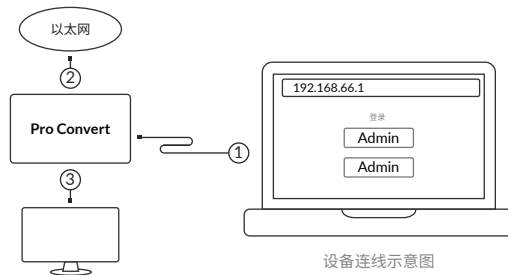 以太网
②
Pro Convert
①
③
192.168.66.1
登录
Admin
Admin
设备连线示意图